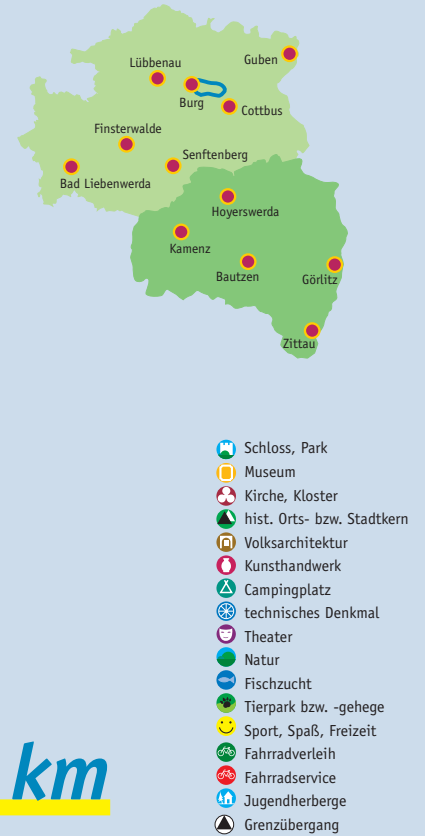 Guben
Lübbenau
Burg
Cottbus
Finsterwalde
Senftenberg
Bad Liebenwerda
Hoyerswerda
Kamenz
Bautzen
Görlitz
Zittau
Schloss, Park
Museum
Kirche, Kloster
hist. Orts- bzw. Stadtkern
Volksarchitektur
Kunsthandwerk
Campingplatz
technisches Denkmal
Theater
Natur
Fischzucht
Tierpark bzw. -gehege
Sport, Spaß, Freizeit
Fahrradverleih
Fahrradservice
Jugendherberge
Grenzübergang
km